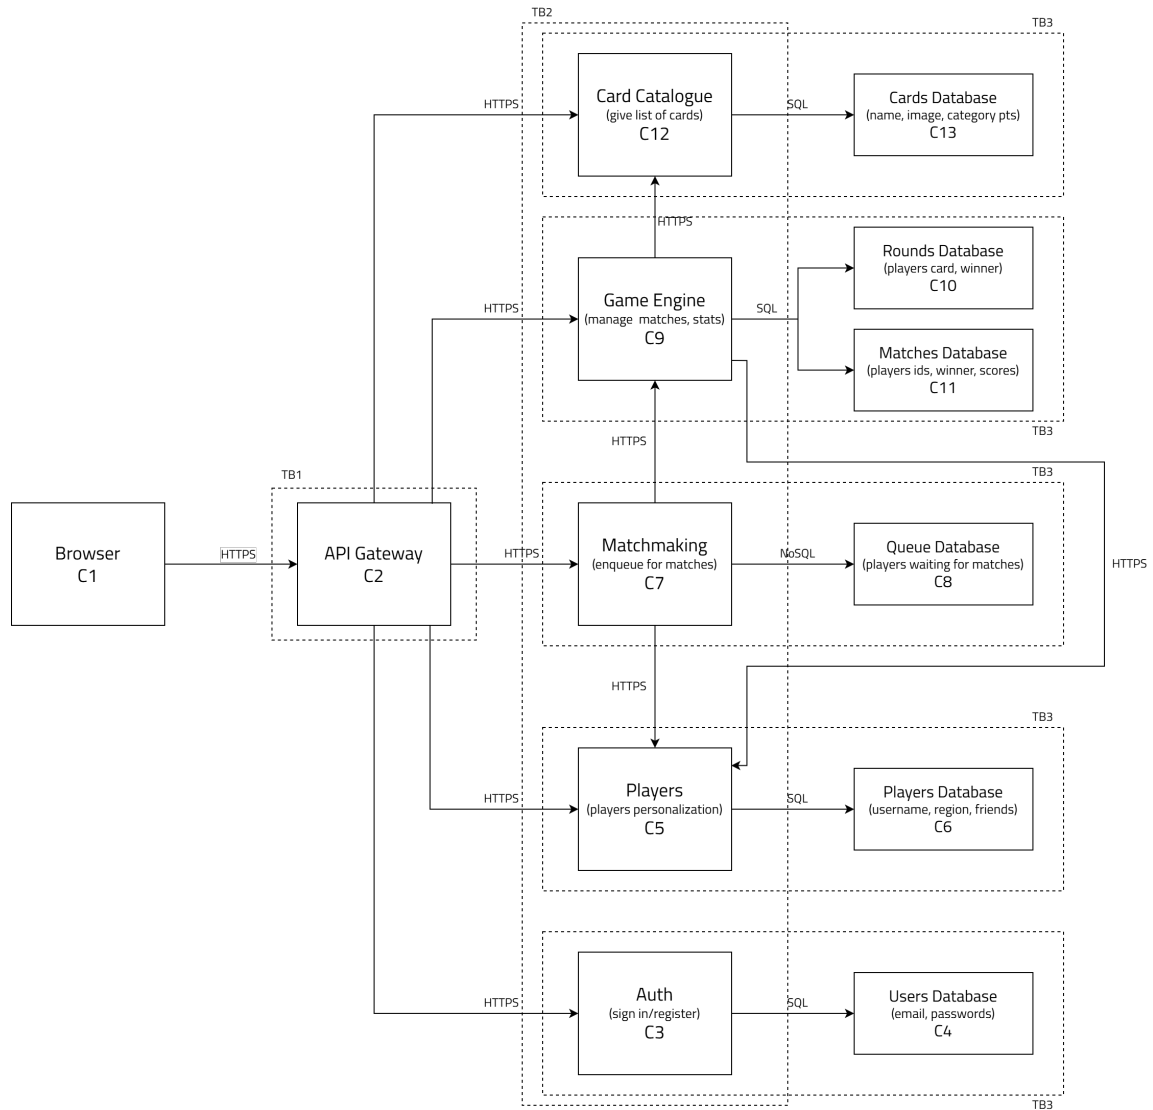 TB2
TB3
Card Catalogue
(give list of cards)
C12
HTTPS
SQL
Cards Database
(name, image, category pts)
C13
HTTPS
Rounds Database
(players card, winner)
C10
Game Engine
(manage matches, stats)
C9
HTTPS
SQL
Matches Database
(players ids, winner, scores)
C11
TB3
HTTPS
TB3
TB1
Browser
C1
HTTPS
API Gateway
C2
HTTPS
Matchmaking
(enqueue for matches)
C7
NoSQL
Queue Database
(players waiting for matches)
C8
HTTPS
HTTPS
TB3
Players
(players personalization)
C5
HTTPS
SQL
Players Database
(username, region, friends)
C6
Auth
(sign in/register)
C3
HTTPS
SQL
Users Database
(email, passwords)
C4
TB3